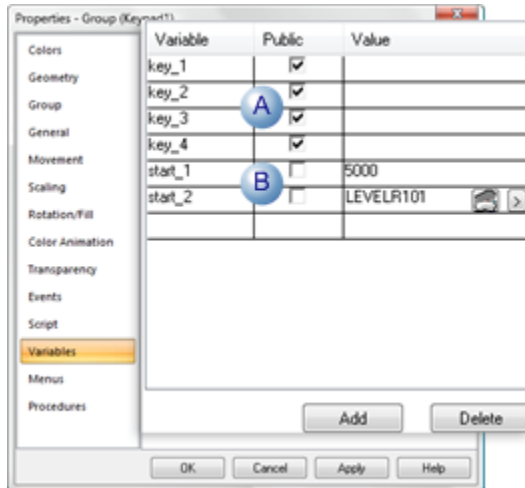 Properties - Group (Keypad1)
Colors
Geometry
Group
General
Movement
Scaling
Rotation/Fill
Color Animation
Transparency
Events
Script
Variables
Menus
Procedures
Variable Public Value
key_1
key_2
key_3
key_4
start_1 5000
start_2 LEVELR101 >
A
B
Add Delete
OK Cancel Apply Help